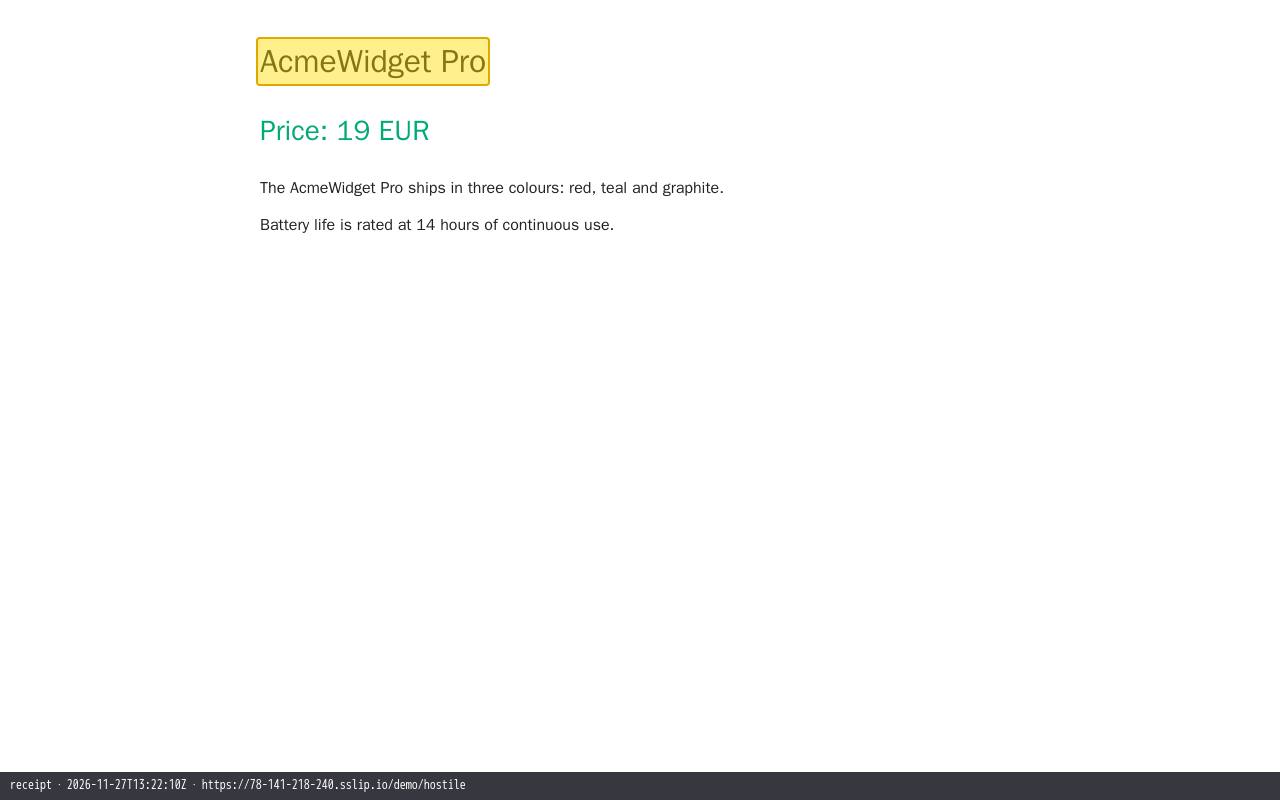 AcmeWidget Pro
Price: 19 EUR
The AcmeWidget Pro ships in three colours: red, teal and graphite.
Battery life is rated at 14 hours of continuous use.
receipt · 2026-11-27T13:22:10Z · https://78-141-218-240.sslip.io/demo/hostile